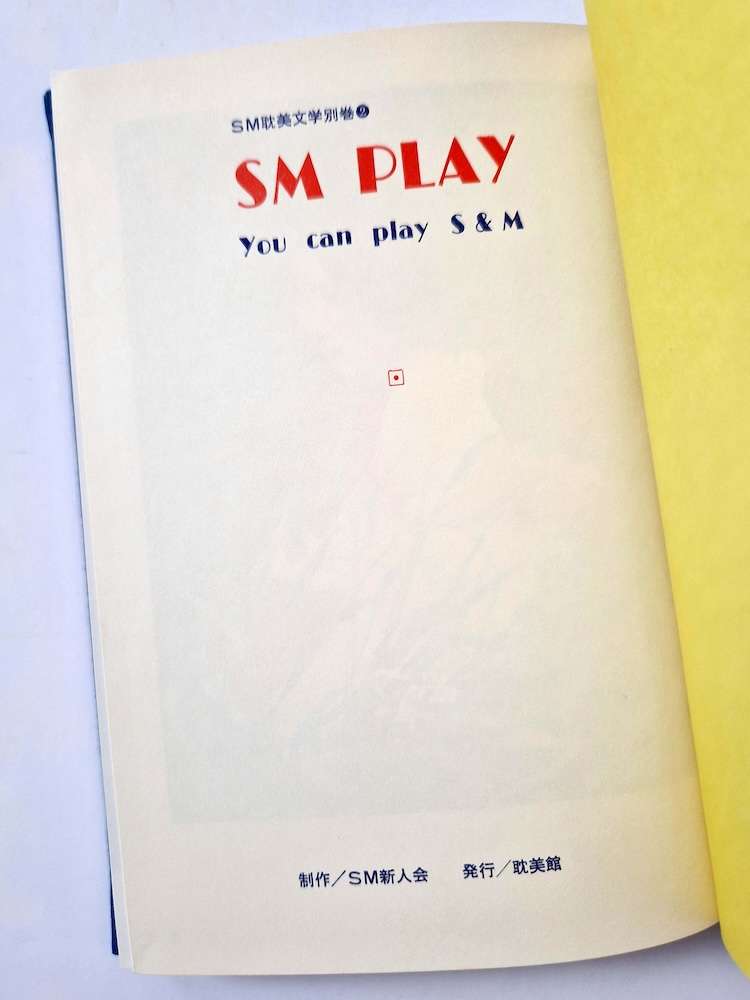 SM耽美文学別巻❷
SM PLAY
You can play S & M
制作／SM新人会　発行／耽美館